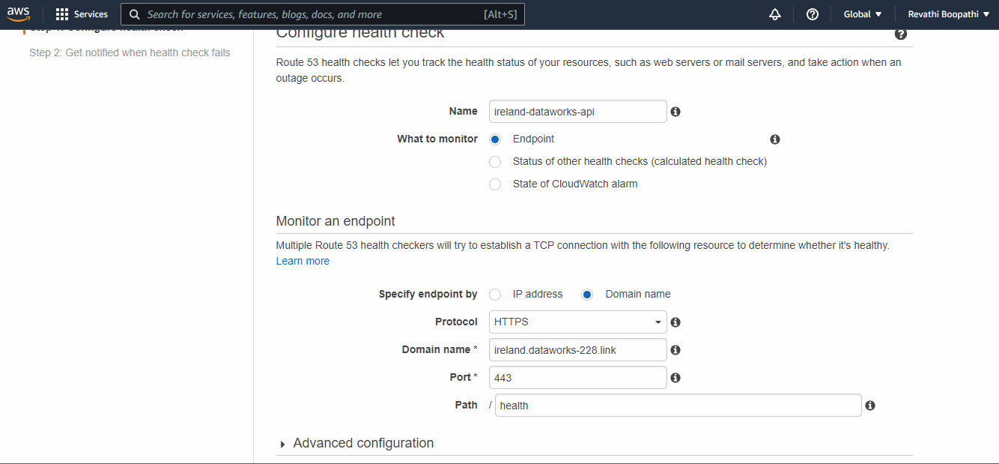 aws
Services
Search for services, features, blogs, docs, and more
[Alt+S]
Global
Revathi Boopathi
Step 1: Configure health check
Step 2: Get notified when health check fails
Configure health check
Route 53 health checks let you track the health status of your resources, such as web servers or mail servers, and take action when an
outage occurs.
Name ireland-dataworks-api
What to monitor Endpoint
Status of other health checks (calculated health check)
State of CloudWatch alarm
Monitor an endpoint
Multiple Route 53 health checkers will try to establish a TCP connection with the following resource to determine whether it's healthy.
Learn more
Specify endpoint by IP address Domain name
Protocol HTTPS
Domain name * ireland.dataworks-228.link
Port * 443
Path / health
Advanced configuration